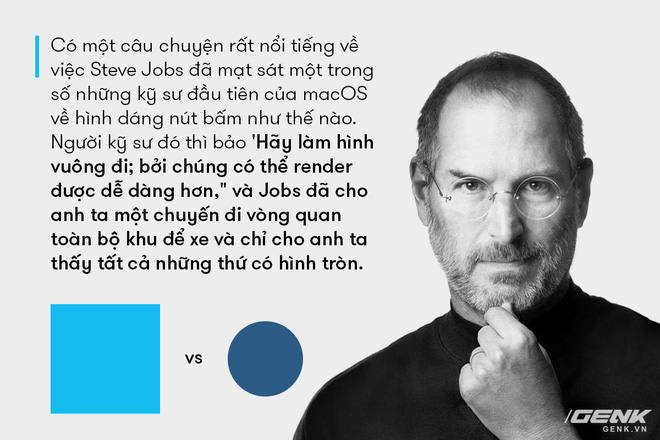 Có một câu chuyện rất nổi tiếng về
việc Steve Jobs đã mạt sát một trong
số những kỹ sư đầu tiên của macOS
về hình dáng nút bấm như thế nào.
Người kỹ sư đó thì bảo 'Hãy làm hình
vuông đi; bởi chúng có thể render
được dễ dàng hơn," và Jobs đã cho
anh ta một chuyến đi vòng quan
toàn bộ khu để xe và chỉ cho anh ta
thấy tất cả những thứ có hình tròn.
vs
GENK
GENK.VN